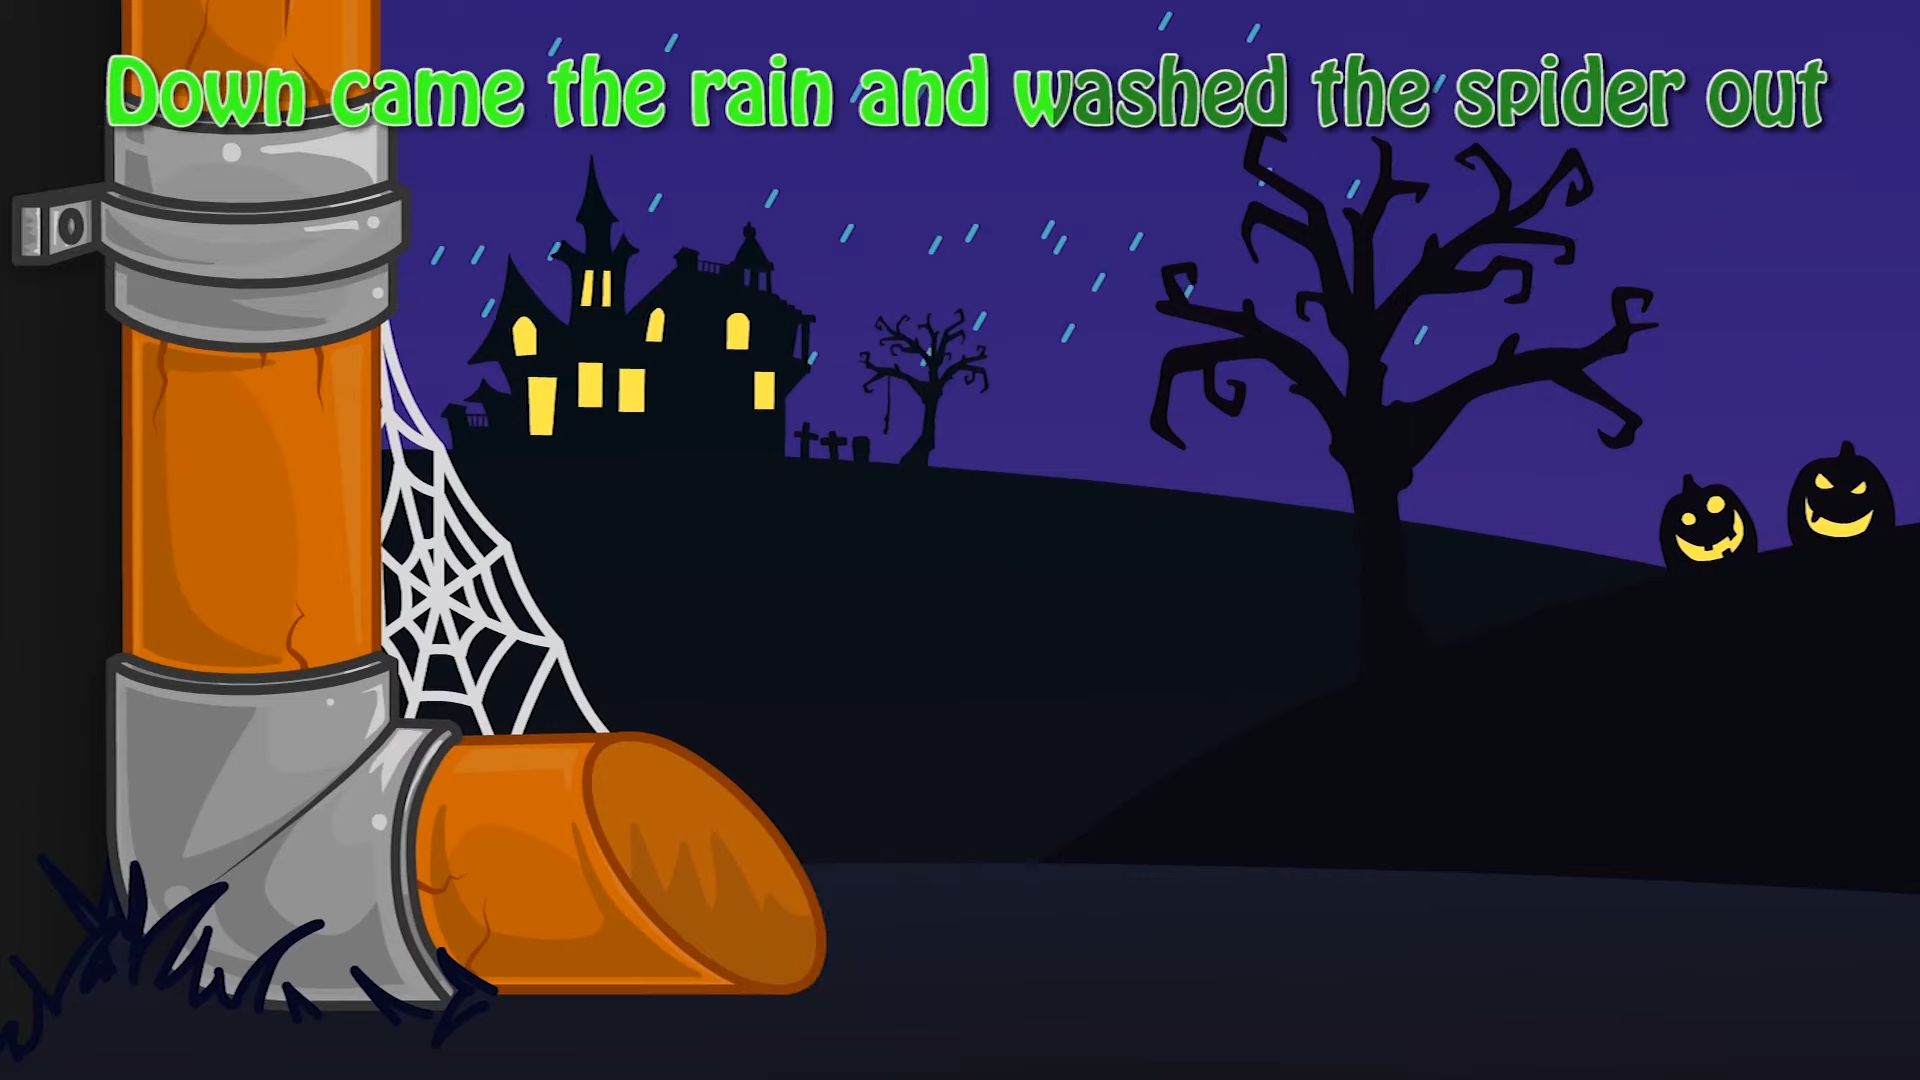 Down came the rain and washed the spider out